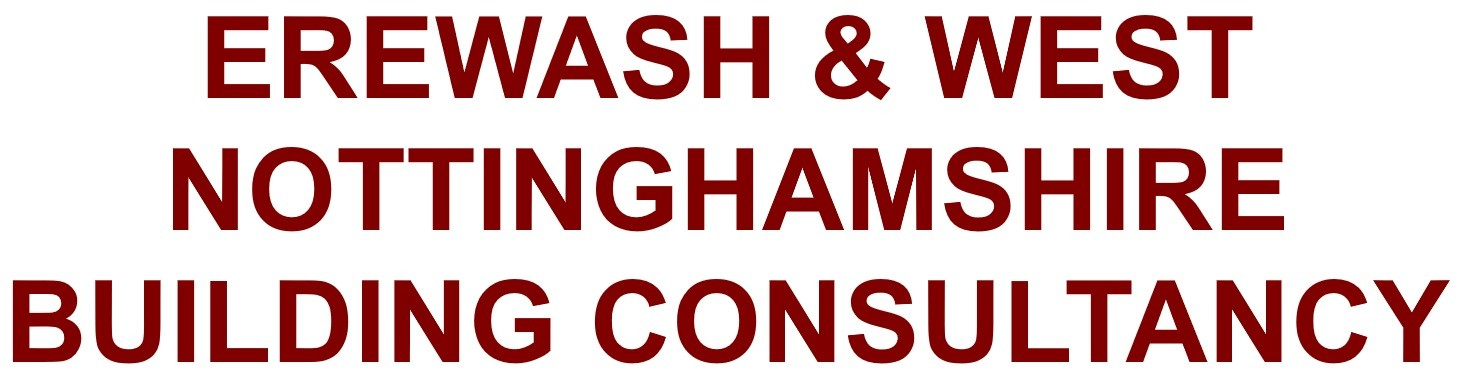 EREWASH & WEST
NOTTINGHAMSHIRE
BUILDING CONSULTANCY